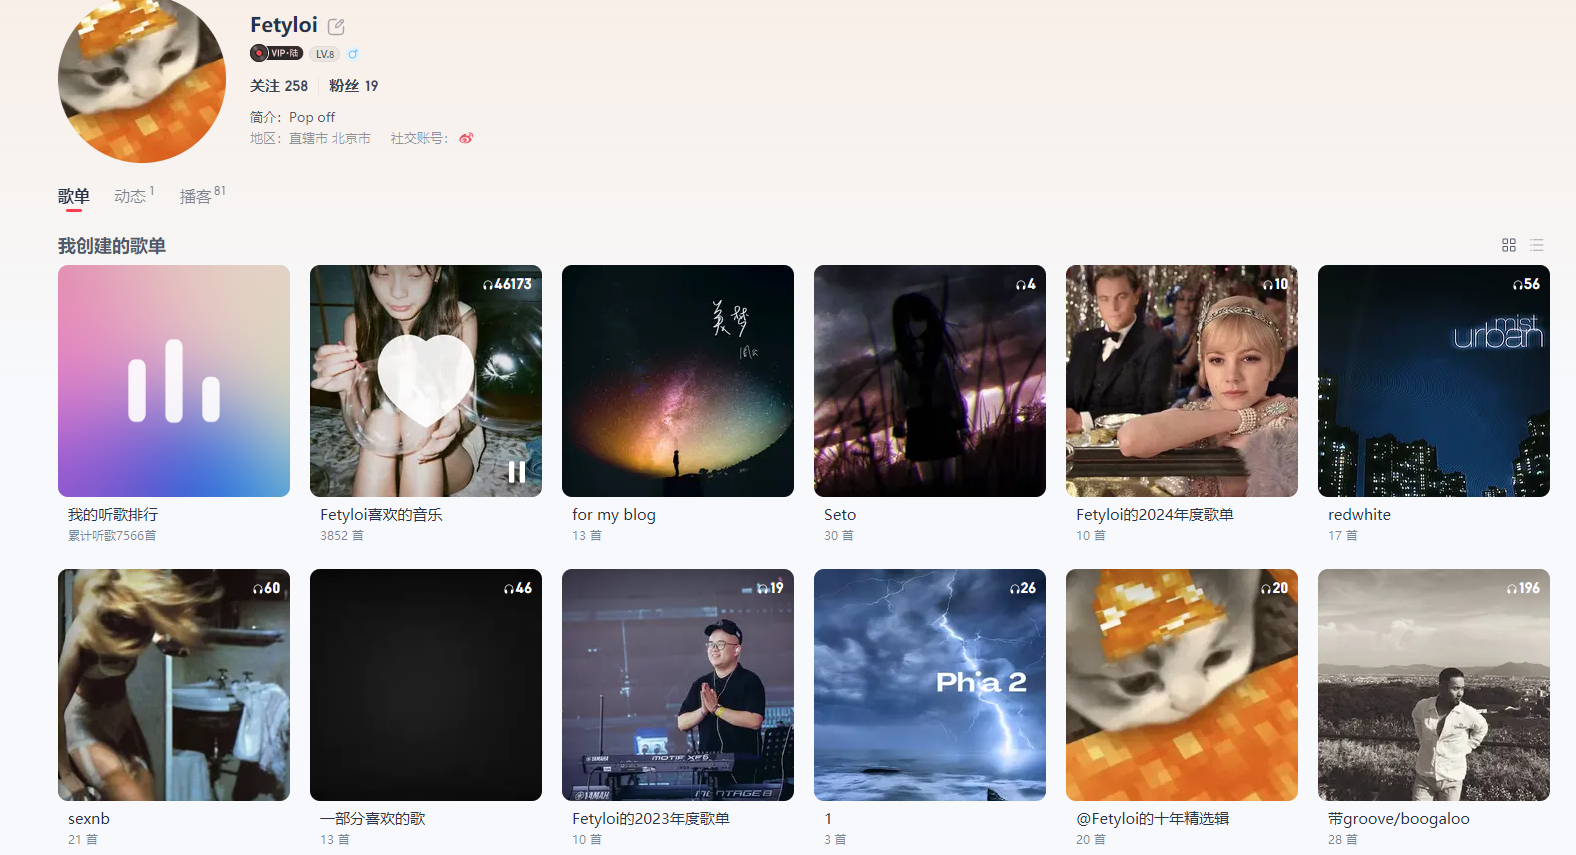 Fetyloi
VIP·陆 LV.8
关注 258 粉丝 19
简介：Pop off
地区：直辖市 北京市 社交账号：
歌单 动态 1 播客 81
我创建的歌单
46173
美梦
4
10
56
mist
urban
我的听歌排行
累计听歌7566首
Fetyloi喜欢的音乐
3852 首
for my blog
13 首
Seto
30 首
Fetyloi的2024年度歌单
10 首
redwhite
17 首
60
46
19
YAMAHA MOTIF XF6
YAMAHA MONTAGE8
26
Phia 2
20
196
sexnb
21 首
一部分喜欢的歌
13 首
Fetyloi的2023年度歌单
10 首
1
3 首
@Fetyloi的十年精选辑
20 首
带groove/boogaloo
28 首